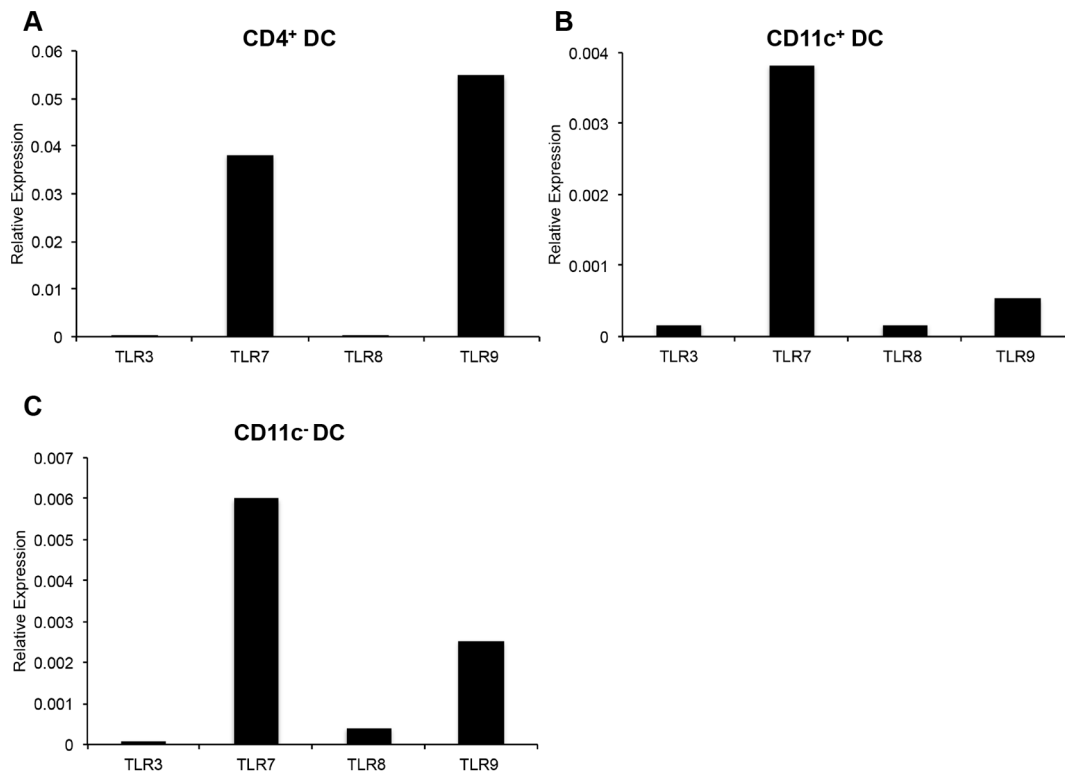 A
CD4⁺ DC
Relative Expression
0.06
0.05
0.04
0.03
0.02
0.01
0
TLR3 TLR7 TLR8 TLR9
B
CD11c⁺ DC
Relative Expression
0.004
0.003
0.002
0.001
0
TLR3 TLR7 TLR8 TLR9
C
CD11c⁻ DC
Relative Expression
0.007
0.006
0.005
0.004
0.003
0.002
0.001
0
TLR3 TLR7 TLR8 TLR9